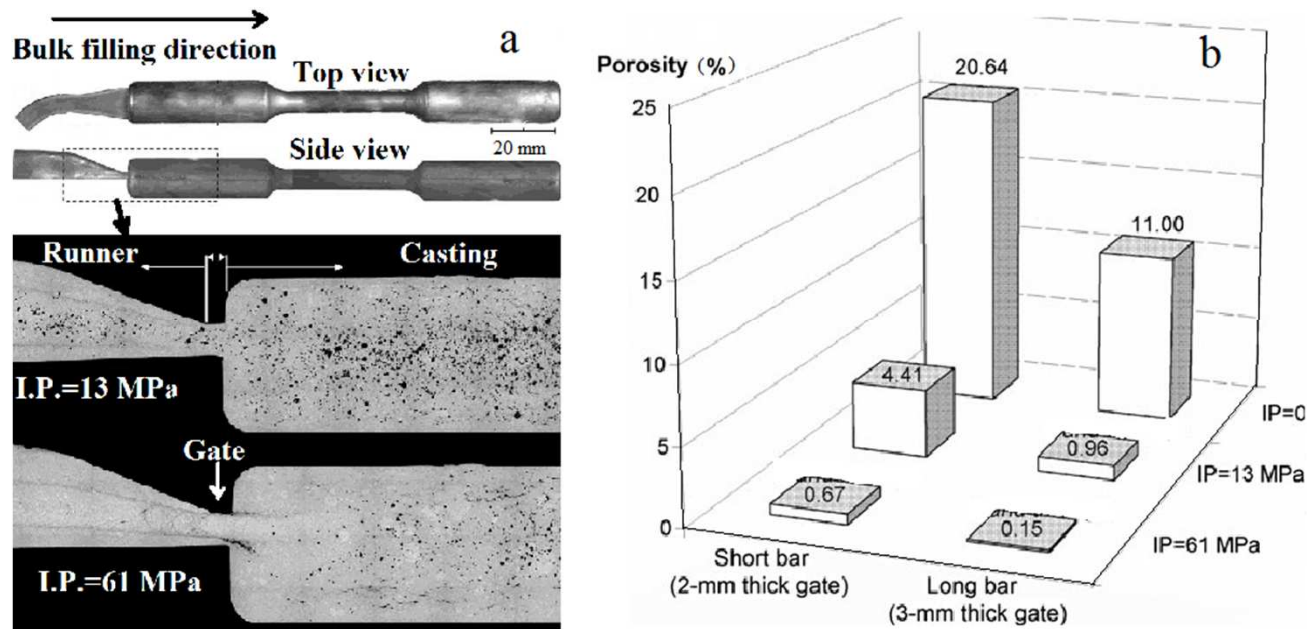 Bulk filling direction
a
Top view
20 mm
Side view
Runner
Casting
I.P.=13 MPa
Gate
I.P.=61 MPa
b
Porosity (%)
25
20
15
10
5
0
20.64
11.00
4.41
0.96
0.67
0.15
IP=0
IP=13 MPa
IP=61 MPa
Short bar
(2-mm thick gate)
Long bar
(3-mm thick gate)